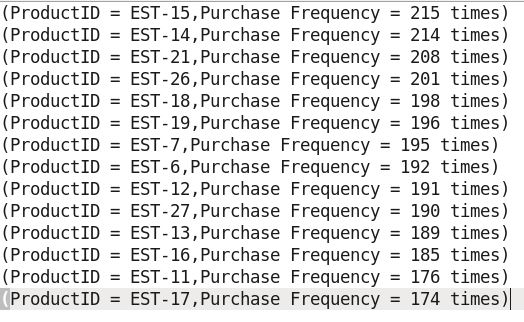 (ProductID = EST-15,Purchase Frequency = 215 times)
(ProductID = EST-14,Purchase Frequency = 214 times)
(ProductID = EST-21,Purchase Frequency = 208 times)
(ProductID = EST-26,Purchase Frequency = 201 times)
(ProductID = EST-18,Purchase Frequency = 198 times)
(ProductID = EST-19,Purchase Frequency = 196 times)
(ProductID = EST-7,Purchase Frequency = 195 times)
(ProductID = EST-6,Purchase Frequency = 192 times)
(ProductID = EST-12,Purchase Frequency = 191 times)
(ProductID = EST-27,Purchase Frequency = 190 times)
(ProductID = EST-13,Purchase Frequency = 189 times)
(ProductID = EST-16,Purchase Frequency = 185 times)
(ProductID = EST-11,Purchase Frequency = 176 times)
(ProductID = EST-17,Purchase Frequency = 174 times)